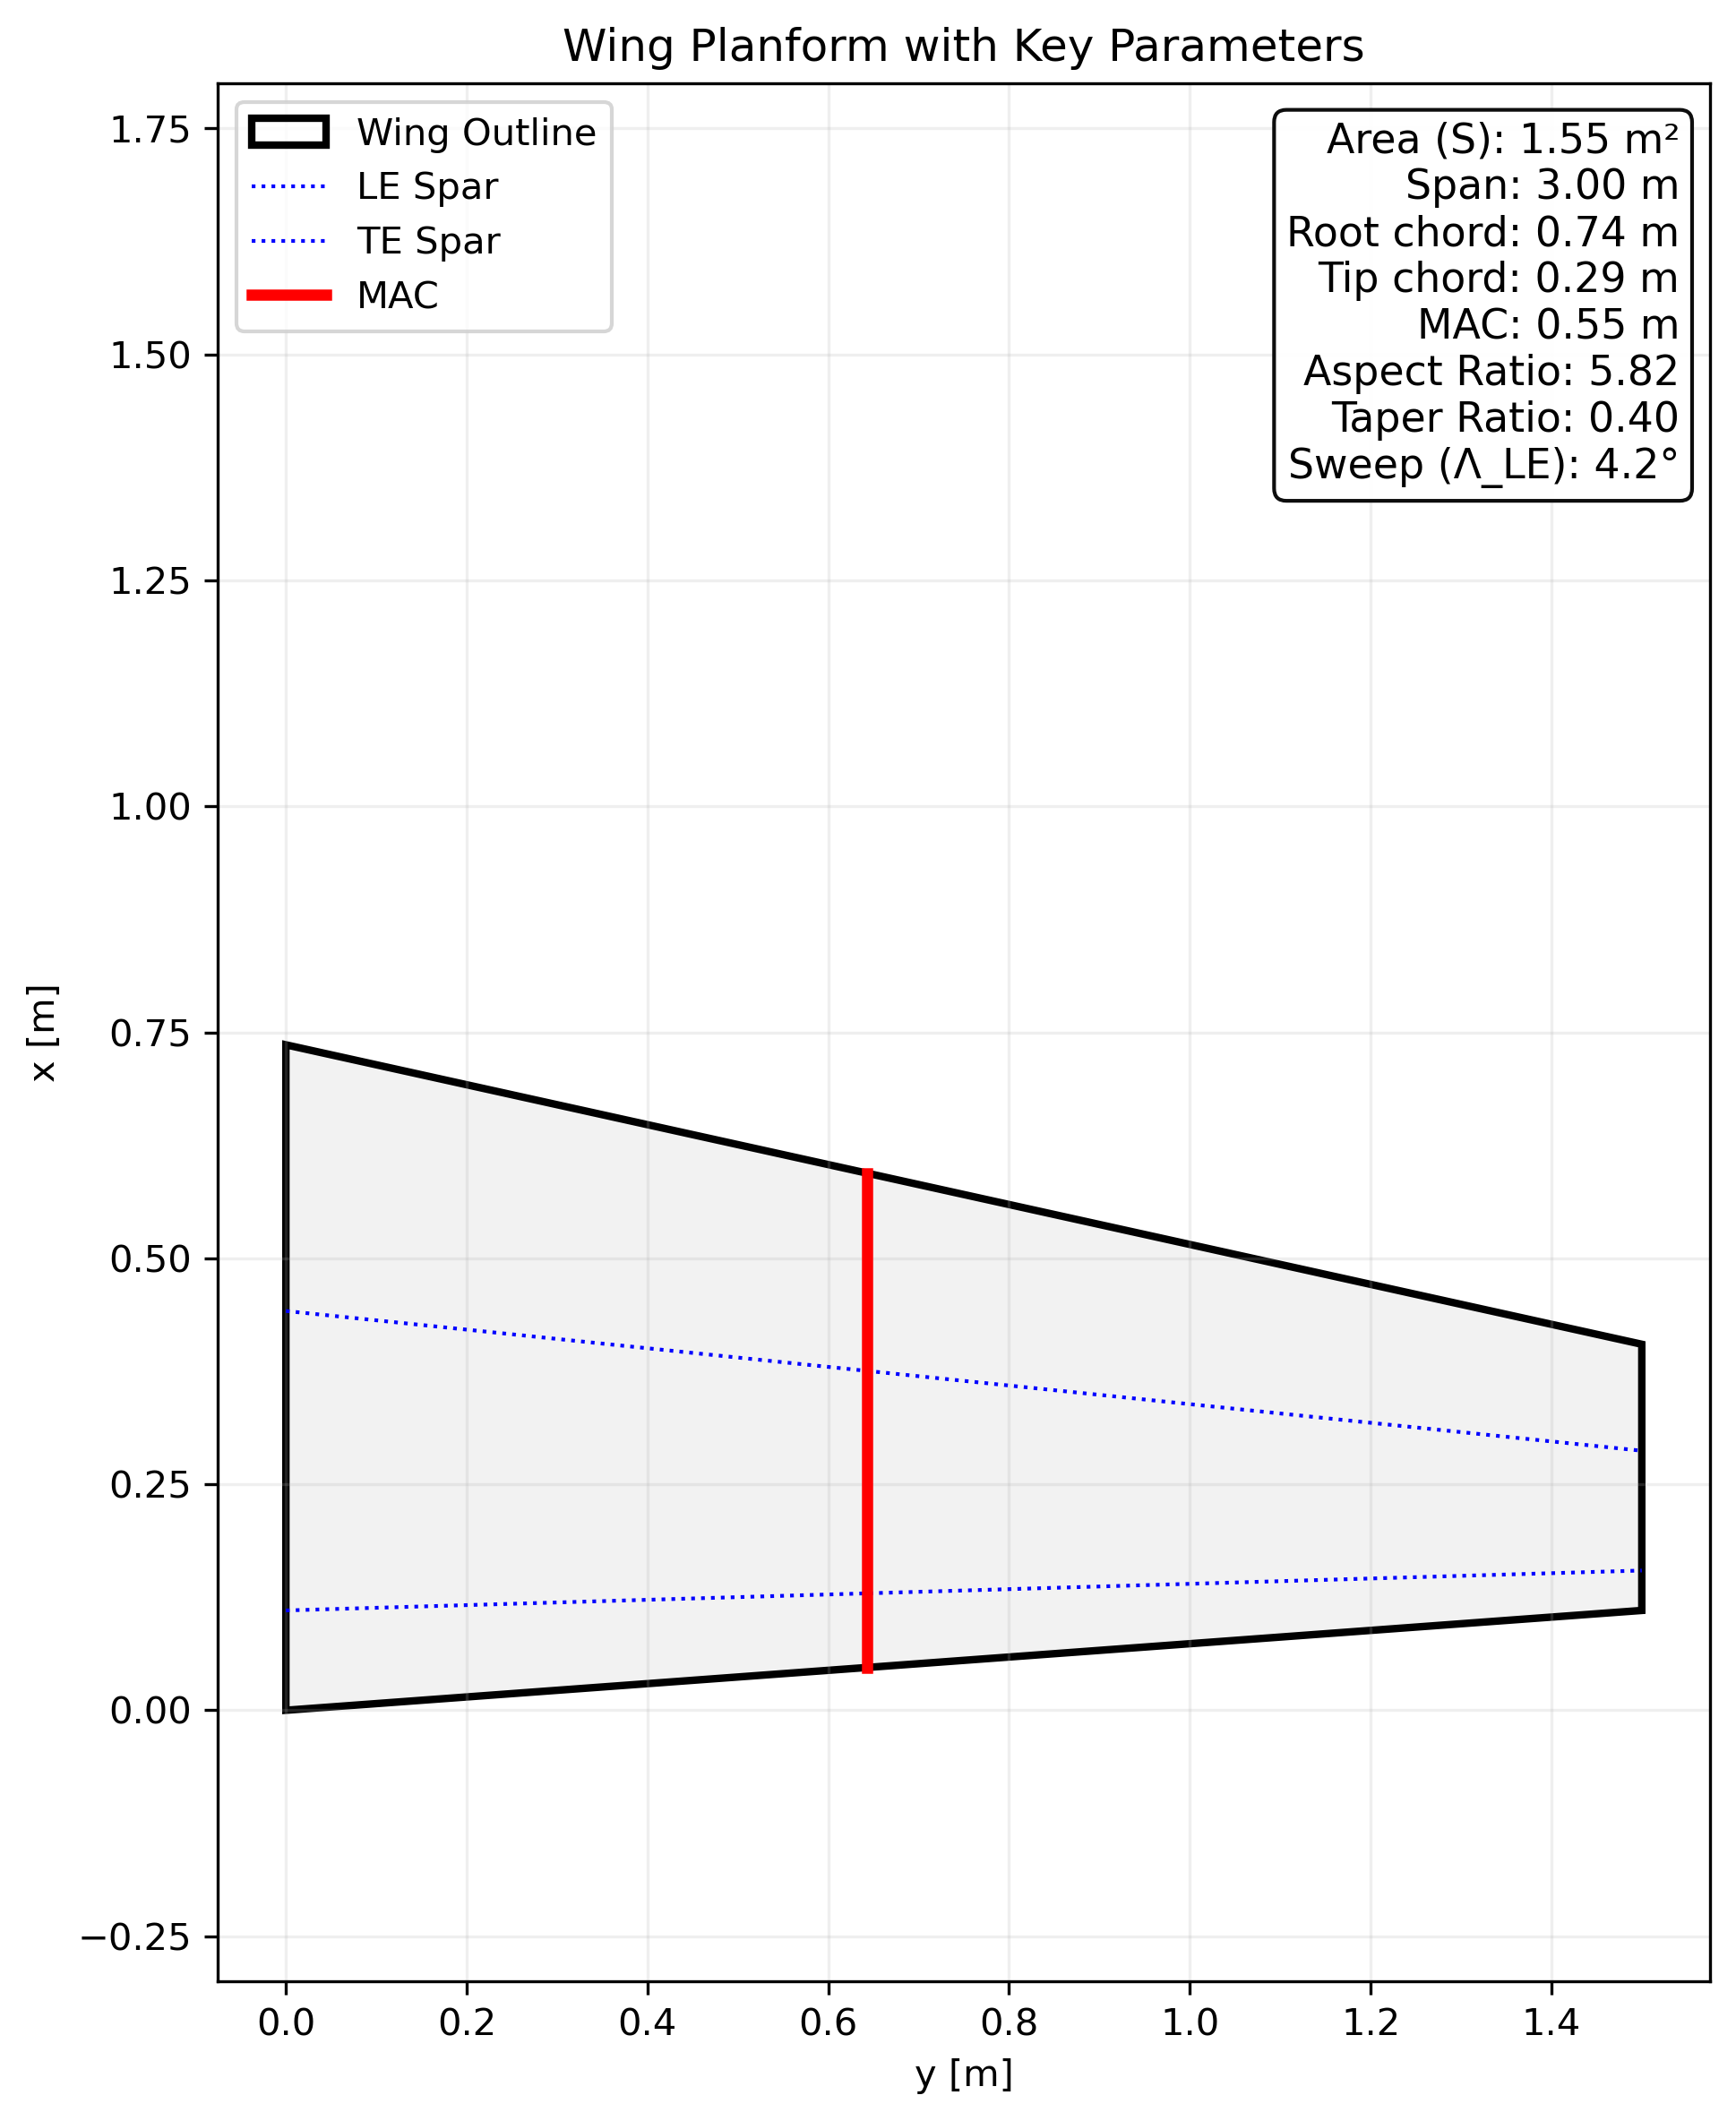 Wing Planform with Key Parameters
Wing Outline
LE Spar
TE Spar
MAC
Area (S): 1.55 m²
Span: 3.00 m
Root chord: 0.74 m
Tip chord: 0.29 m
MAC: 0.55 m
Aspect Ratio: 5.82
Taper Ratio: 0.40
Sweep (Λ_LE): 4.2°
x [m]
1.75
1.50
1.25
1.00
0.75
0.50
0.25
0.00
−0.25
0.0 0.2 0.4 0.6 0.8 1.0 1.2 1.4
y [m]